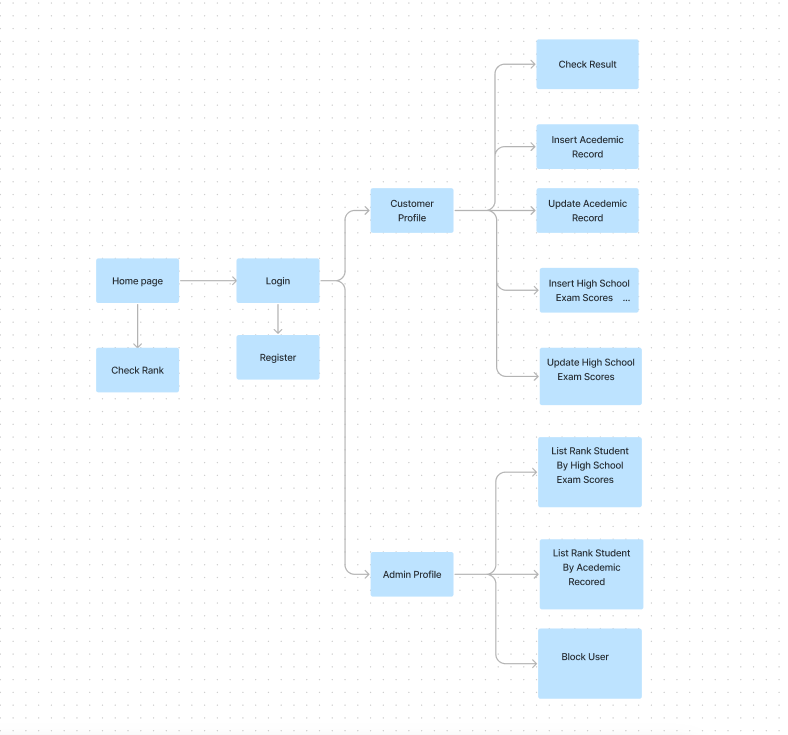 Check Result
Insert Acedemic
Record
Customer
Profile
Update Acedemic
Record
Home page
Login
Insert High School
Exam Scores ...
Check Rank
Register
Update High School
Exam Scores
List Rank Student
By High School
Exam Scores
Admin Profile
List Rank Student
By Acedemic
Recored
Block User